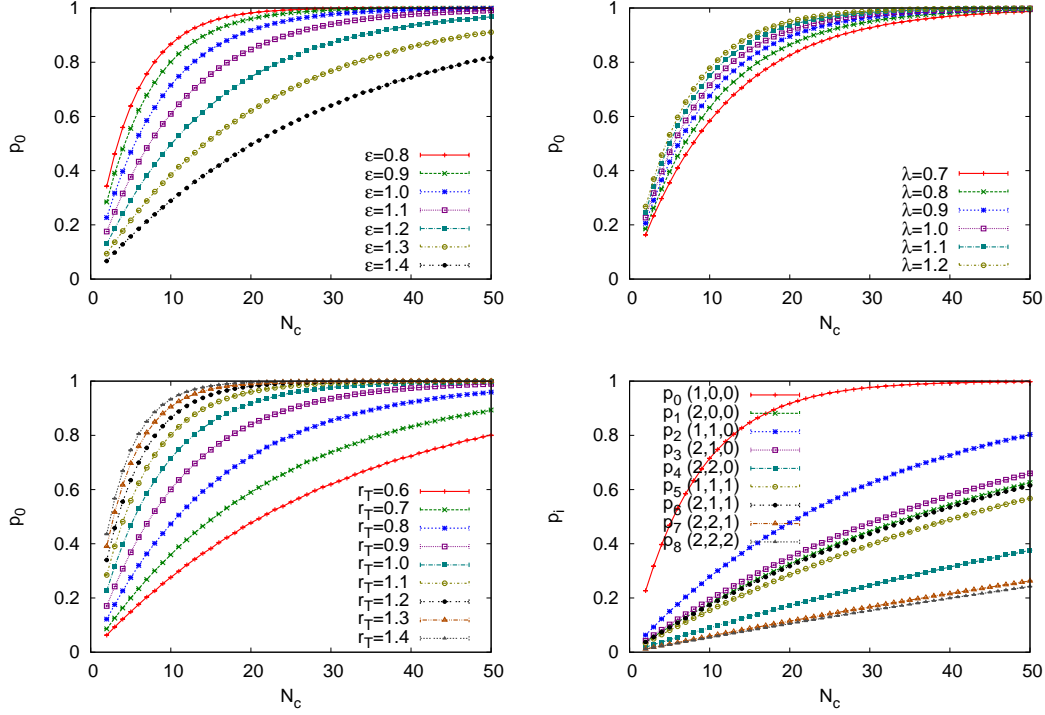 1
0.8
0.6
0.4
0.2
0
p0
ε=0.8
ε=0.9
ε=1.0
ε=1.1
ε=1.2
ε=1.3
ε=1.4
0 10 20 30 40 50
Nc
1
0.8
0.6
0.4
0.2
0
p0
λ=0.7
λ=0.8
λ=0.9
λ=1.0
λ=1.1
λ=1.2
0 10 20 30 40 50
Nc
1
0.8
0.6
0.4
0.2
0
p0
rT=0.6
rT=0.7
rT=0.8
rT=0.9
rT=1.0
rT=1.1
rT=1.2
rT=1.3
rT=1.4
0 10 20 30 40 50
Nc
1
0.8
0.6
0.4
0.2
0
pi
p0 (1,0,0)
p1 (2,0,0)
p2 (1,1,0)
p3 (2,1,0)
p4 (2,2,0)
p5 (1,1,1)
p6 (2,1,1)
p7 (2,2,1)
p8 (2,2,2)
0 10 20 30 40 50
Nc